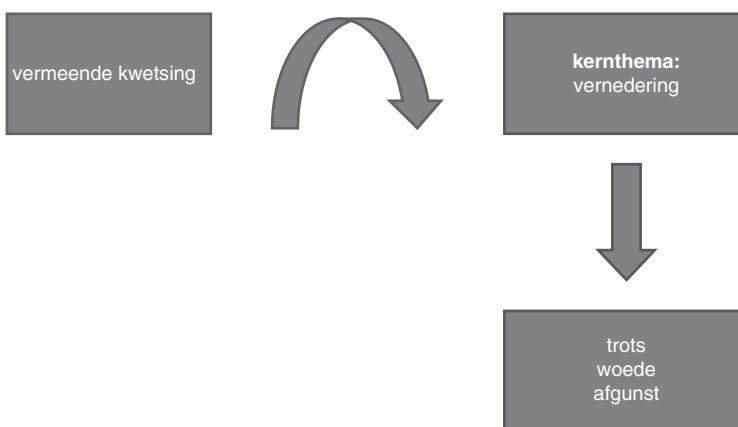 vermeende kwetsing
kernthema:
vernedering
trots
woede
afgunst